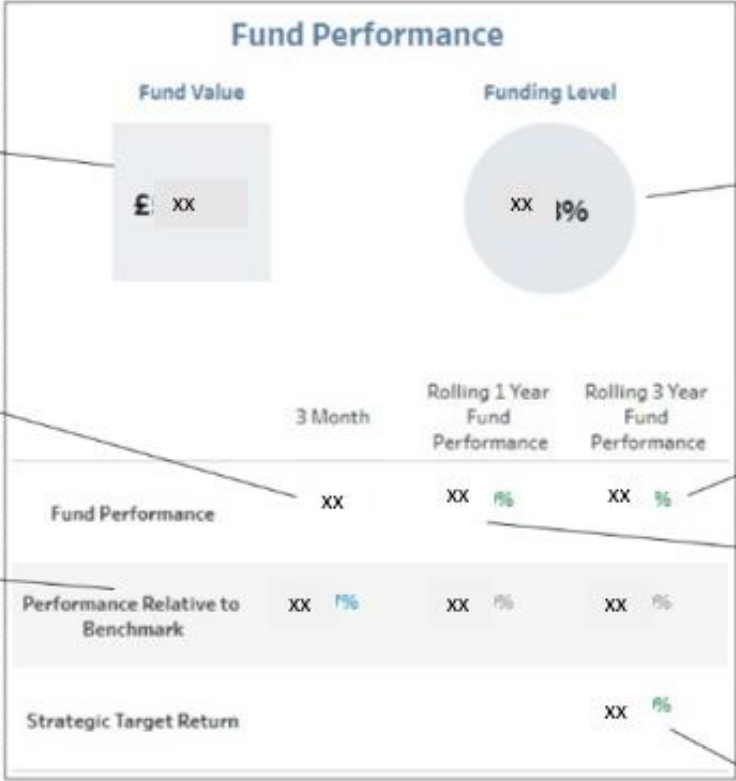 Fund Performance
Fund Value Funding Level
£ XX XX %
3 Month Rolling 1 Year Fund Performance Rolling 3 Year Fund Performance
Fund Performance XX XX % XX %
Performance Relative to Benchmark XX % XX % XX %
Strategic Target Return XX %